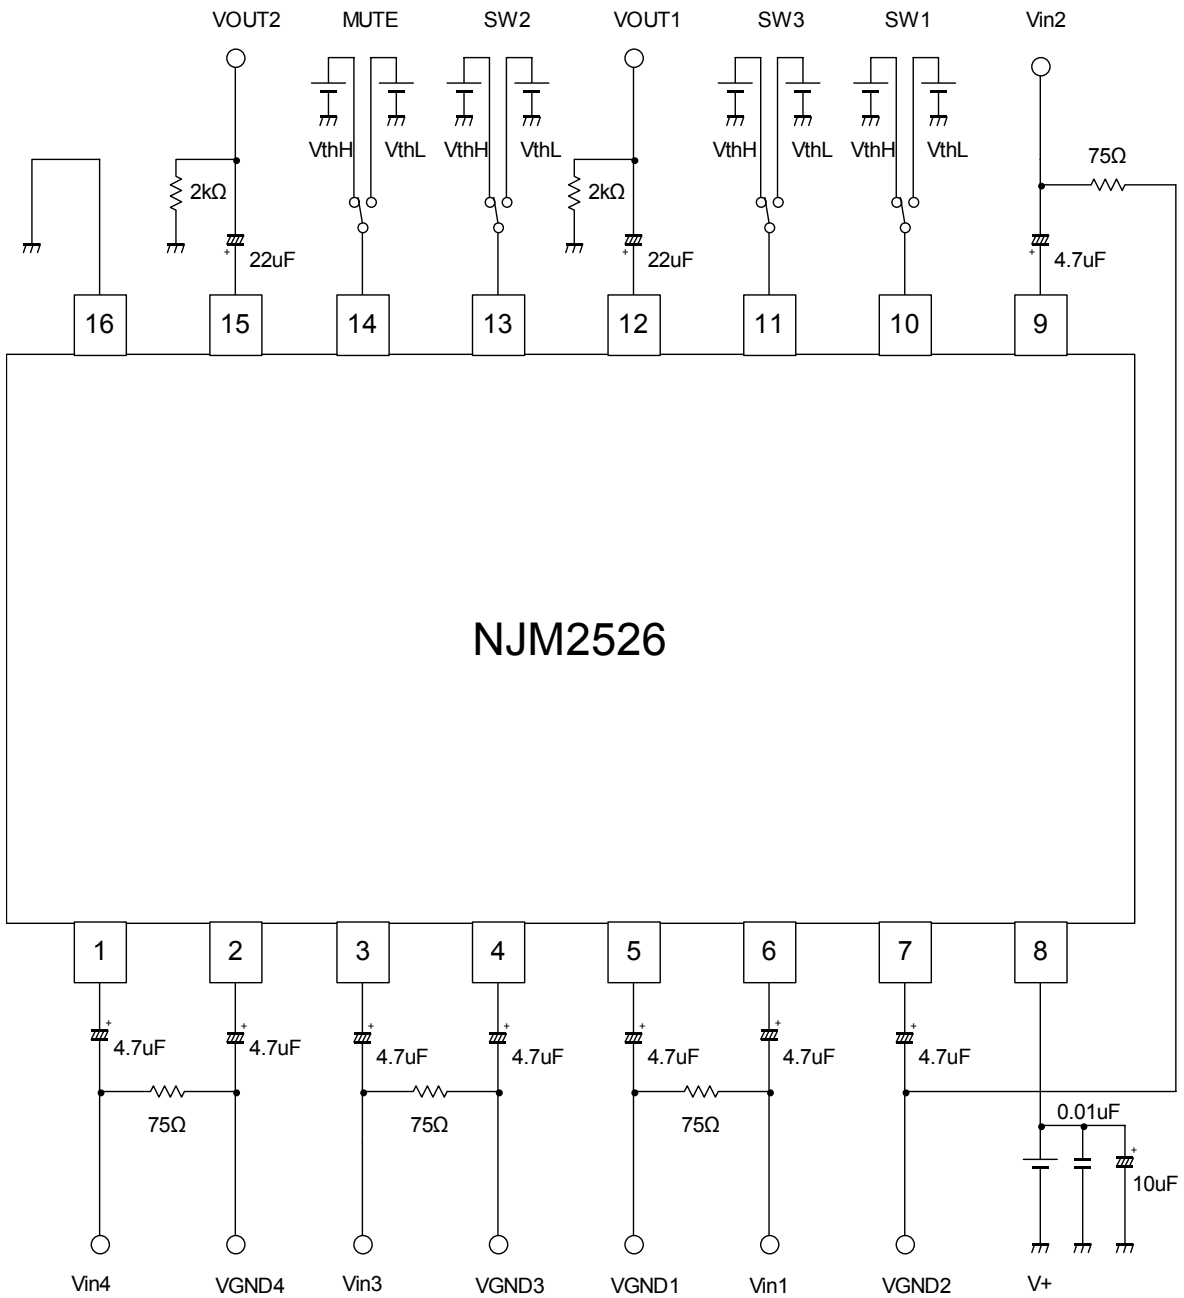 VOUT2 MUTE SW2 VOUT1 SW3 SW1 Vin2
VthH VthL VthH VthL VthH VthL VthH VthL 75Ω
2kΩ 2kΩ
+ 22uF + 22uF + 4.7uF
16 15 14 13 12 11 10 9
NJM2526
1 2 3 4 5 6 7 8
+ + + + + + +
4.7uF 4.7uF 4.7uF 4.7uF 4.7uF 4.7uF 4.7uF
75Ω 75Ω 75Ω 0.01uF
+
10uF
Vin4 VGND4 Vin3 VGND3 VGND1 Vin1 VGND2 V+